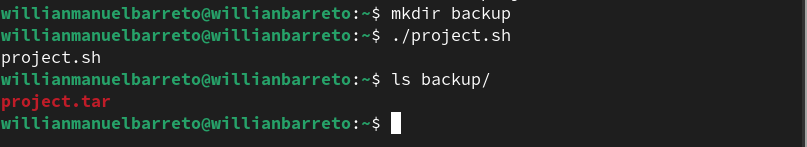 willianmanuelbarreto@willianbarreto:~$ mkdir backup
willianmanuelbarreto@willianbarreto:~$ ./project.sh
project.sh
willianmanuelbarreto@willianbarreto:~$ ls backup/
project.tar
willianmanuelbarreto@willianbarreto:~$